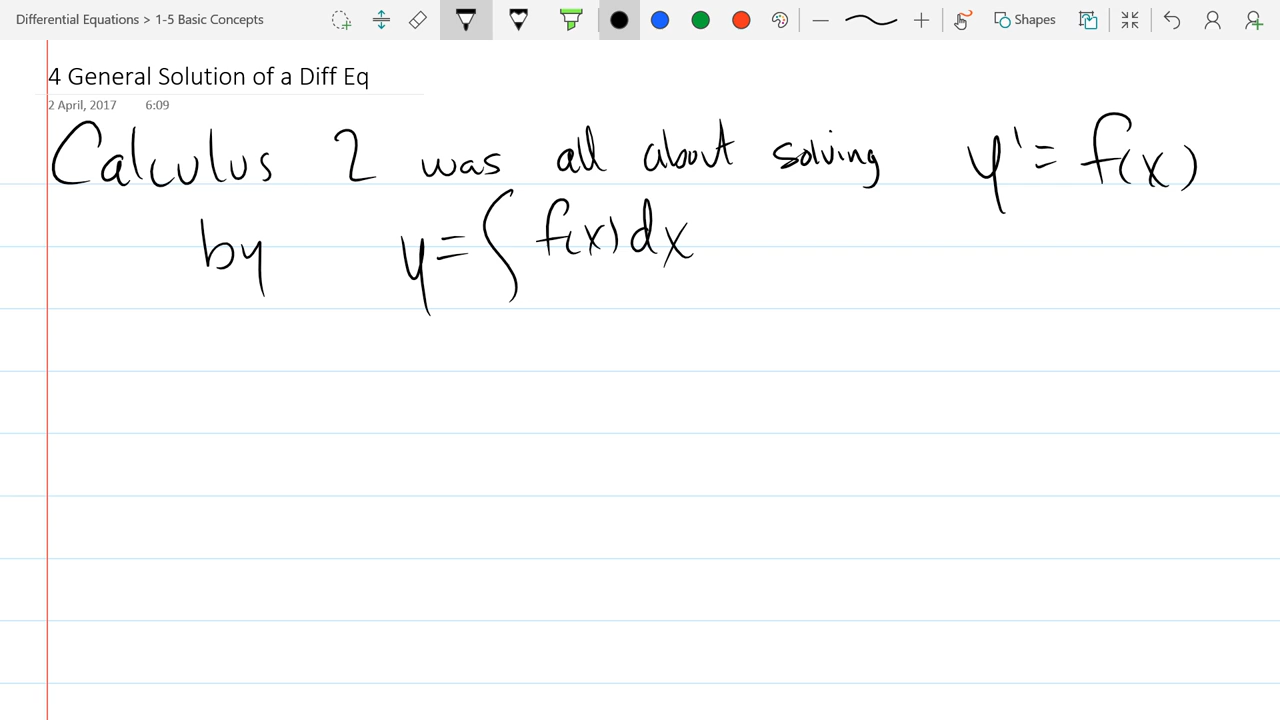 Differential Equations > 1-5 Basic Concepts
Shapes
4 General Solution of a Diff Eq
2 April, 2017 6:09
Calculus 2 was all about solving y' = f(x)
by y = ∫ f(x) dx